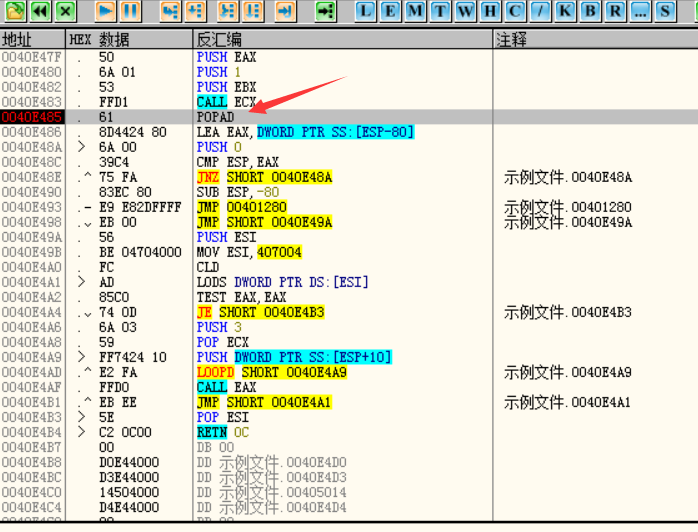 L E M T W H C / K B R ... S
地址 HEX 数据 反汇编 注释
0040E47F . 50 PUSH EAX
0040E480 . 6A 01 PUSH 1
0040E482 . 53 PUSH EBX
0040E483 . FFD1 CALL ECX
0040E485 . 61 POPAD
0040E486 . 8D4424 80 LEA EAX,DWORD PTR SS:[ESP-80]
0040E48A > 6A 00 PUSH 0
0040E48C . 39C4 CMP ESP,EAX
0040E48E .^ 75 FA JNZ SHORT 0040E48A 示例文件.0040E48A
0040E490 . 83EC 80 SUB ESP,-80
0040E493 .- E9 E82DFFFF JMP 00401280 示例文件.00401280
0040E498 .v EB 00 JMP SHORT 0040E49A 示例文件.0040E49A
0040E49A . 56 PUSH ESI
0040E49B . BE 04704000 MOV ESI,407004
0040E4A0 . FC CLD
0040E4A1 > AD LODS DWORD PTR DS:[ESI]
0040E4A2 . 85C0 TEST EAX,EAX
0040E4A4 .v 74 0D JE SHORT 0040E4B3 示例文件.0040E4B3
0040E4A6 . 6A 03 PUSH 3
0040E4A8 . 59 POP ECX
0040E4A9 > FF7424 10 PUSH DWORD PTR SS:[ESP+10]
0040E4AD .^ E2 FA LOOPD SHORT 0040E4A9 示例文件.0040E4A9
0040E4AF . FFD0 CALL EAX
0040E4B1 .^ EB EE JMP SHORT 0040E4A1 示例文件.0040E4A1
0040E4B3 > 5E POP ESI
0040E4B4 > C2 0C00 RETN 0C
0040E4B7 00 DB 00
0040E4B8 D0E44000 DD 示例文件.0040E4D0
0040E4BC D3E44000 DD 示例文件.0040E4D3
0040E4C0 14504000 DD 示例文件.00405014
0040E4C4 D4E44000 DD 示例文件.0040E4D4